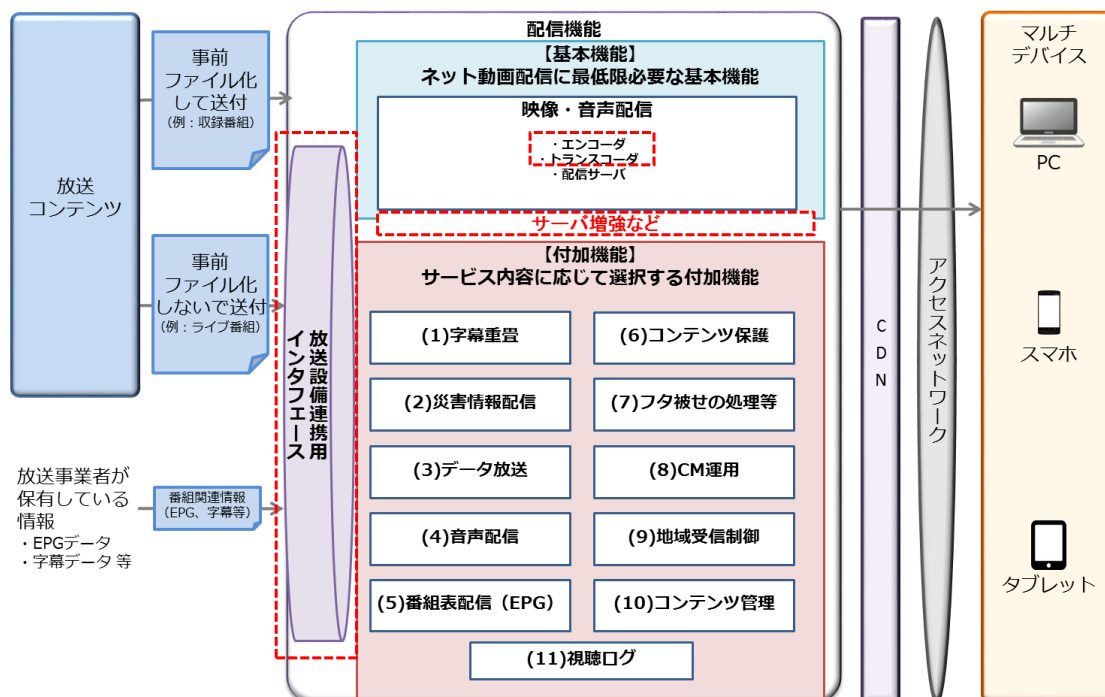 放送
コンテンツ
事前
ファイル化
して送付
（例：収録番組）
事前
ファイル化
しないで送付
（例：ライブ番組）
放送事業者が
保有している
情報
・EPGデータ
・字幕データ 等
番組関連情報
（EPG、字幕等）
放送設備連携用
インタフェース
配信機能
【基本機能】
ネット動画配信に最低限必要な基本機能
映像・音声配信
・エンコーダ
・トランスコーダ
・配信サーバ
サーバ増強など
【付加機能】
サービス内容に応じて選択する付加機能
(1)字幕重畳
(2)災害情報配信
(3)データ放送
(4)音声配信
(5)番組表配信（EPG）
(6)コンテンツ保護
(7)フタ被せの処理等
(8)CM運用
(9)地域受信制御
(10)コンテンツ管理
(11)視聴ログ
CDN
アクセスネットワーク
マルチ
デバイス
PC
スマホ
タブレット